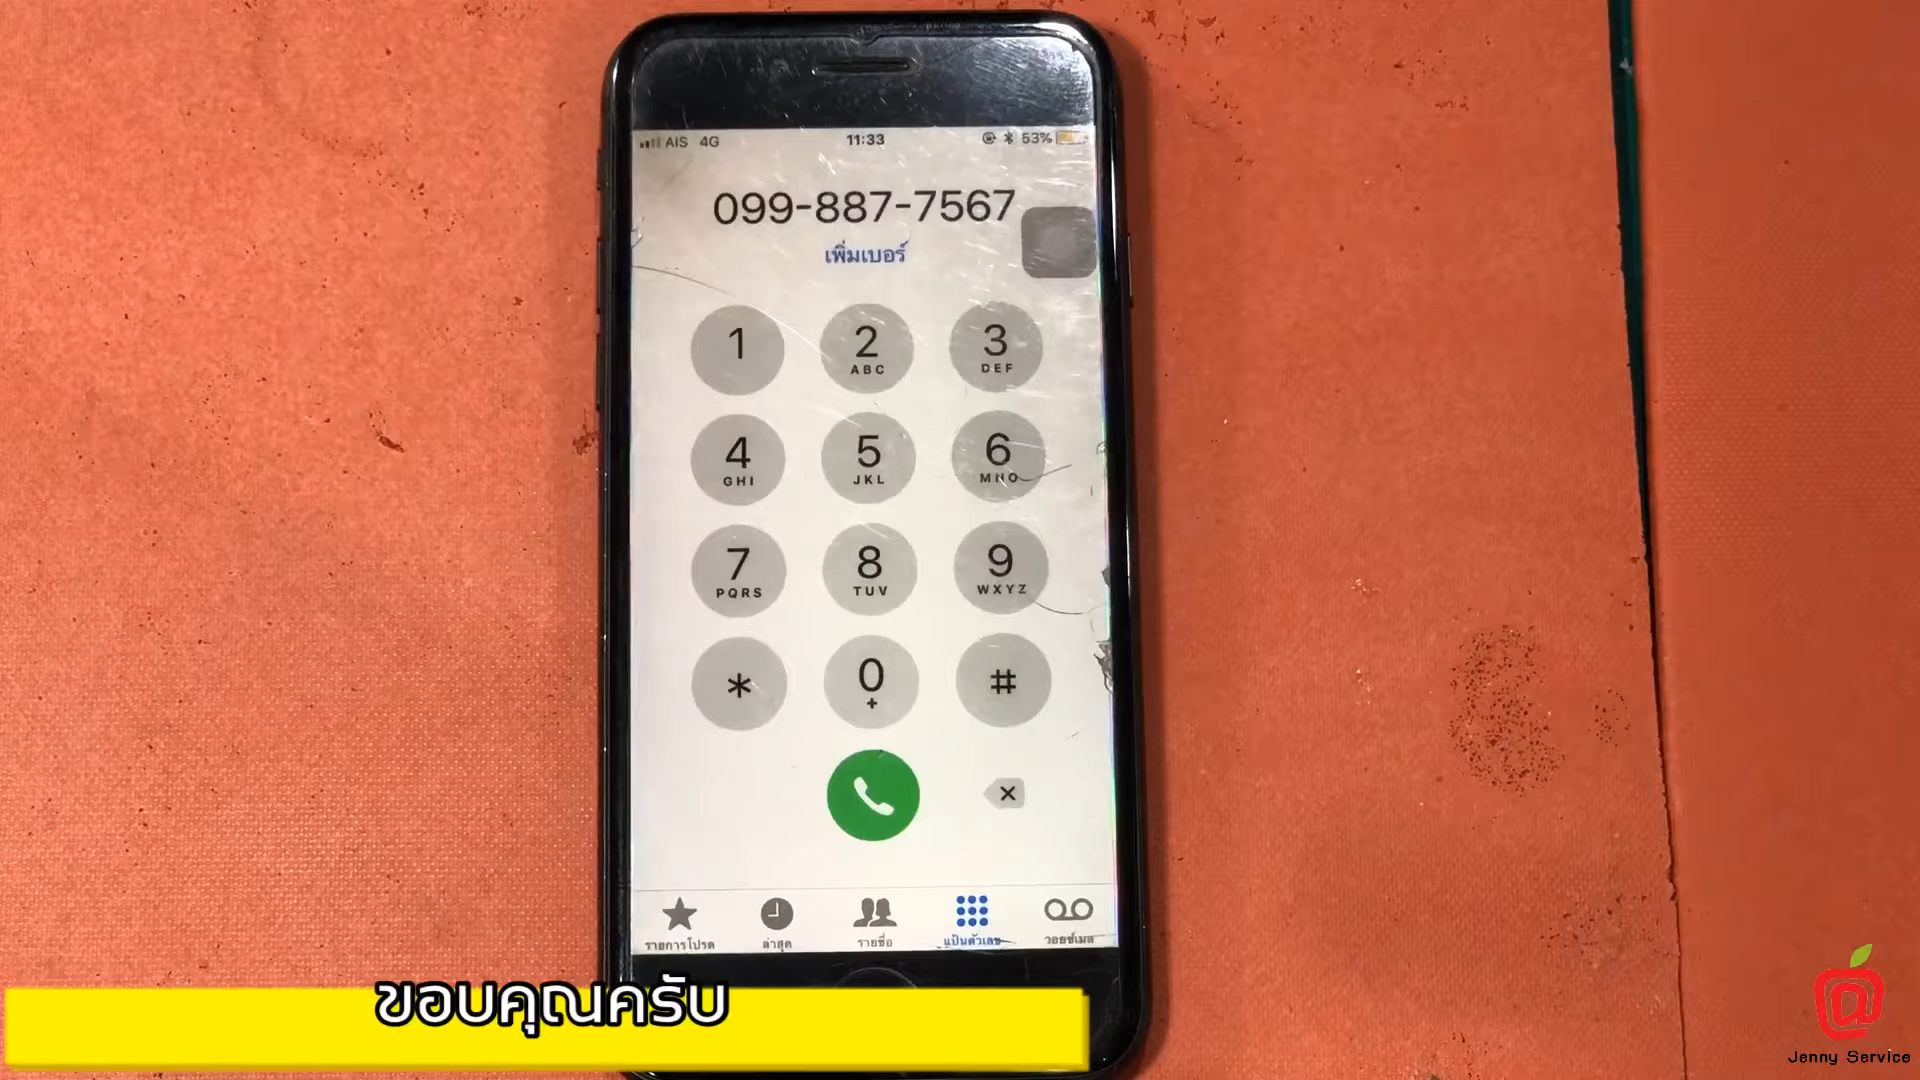 AIS 4G 11:33 53%
099-887-7567
เพิ่มเบอร์
1 2 3
ABC DEF
4 5 6
GHI JKL MNO
7 8 9
PQRS TUV WXYZ
* 0 #
+
รายการโปรด ล่าสุด รายชื่อ แป้นตัวเลข วอยซ์เมล
ขอบคุณครับ
Jenny Service